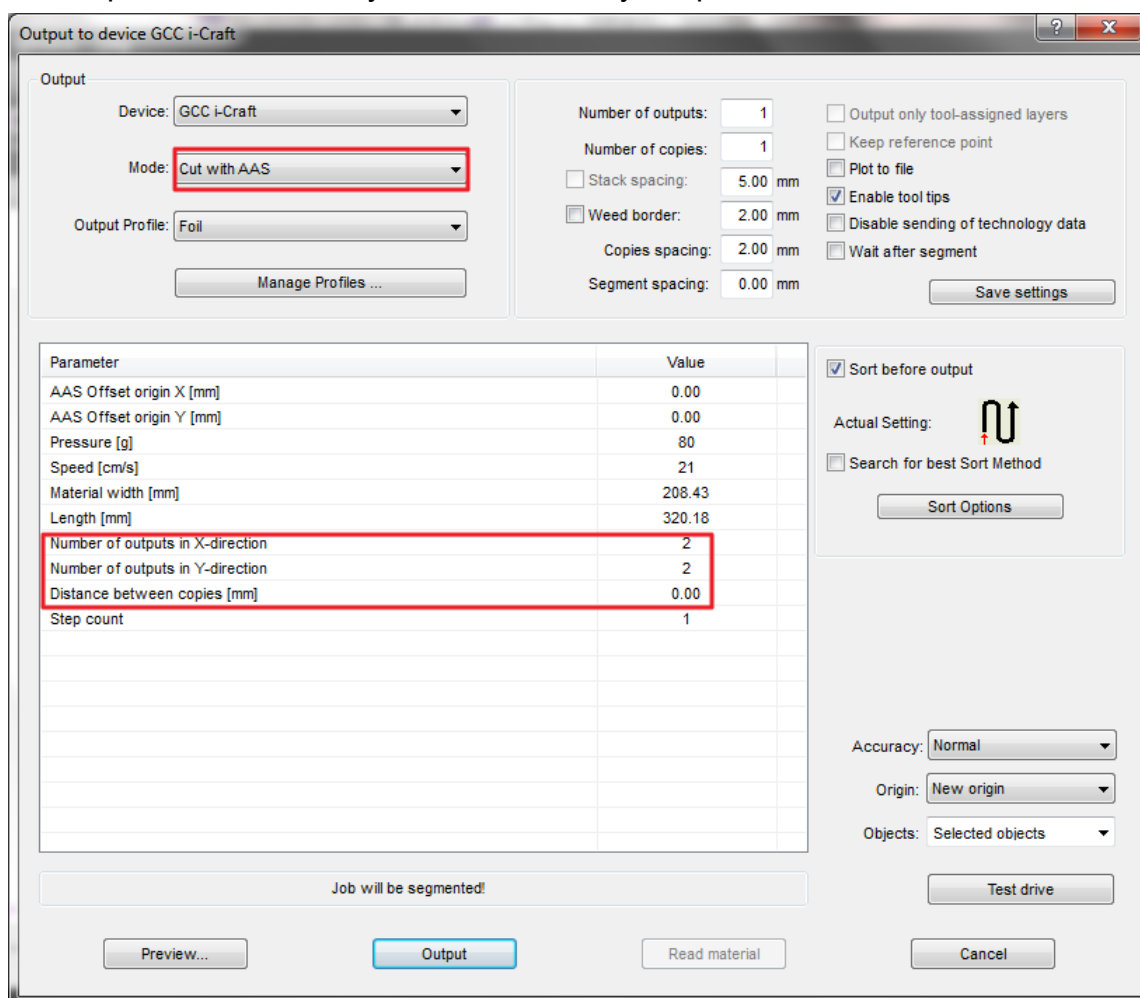 Output to device GCC i-Craft
Output
Device: GCC i-Craft
Mode: Cut with AAS
Output Profile: Foil
Manage Profiles ...
Number of outputs: 1
Number of copies: 1
Stack spacing: 5.00 mm
Weed border: 2.00 mm
Copies spacing: 2.00 mm
Segment spacing: 0.00 mm
Output only tool-assigned layers
Keep reference point
Plot to file
Enable tool tips
Disable sending of technology data
Wait after segment
Save settings
Parameter Value
AAS Offset origin X [mm] 0.00
AAS Offset origin Y [mm] 0.00
Pressure [g] 80
Speed [cm/s] 21
Material width [mm] 208.43
Length [mm] 320.18
Number of outputs in X-direction 2
Number of outputs in Y-direction 2
Distance between copies [mm] 0.00
Step count 1
Sort before output
Actual Setting:
Search for best Sort Method
Sort Options
Accuracy: Normal
Origin: New origin
Objects: Selected objects
Job will be segmented!
Test drive
Preview...
Output
Read material
Cancel